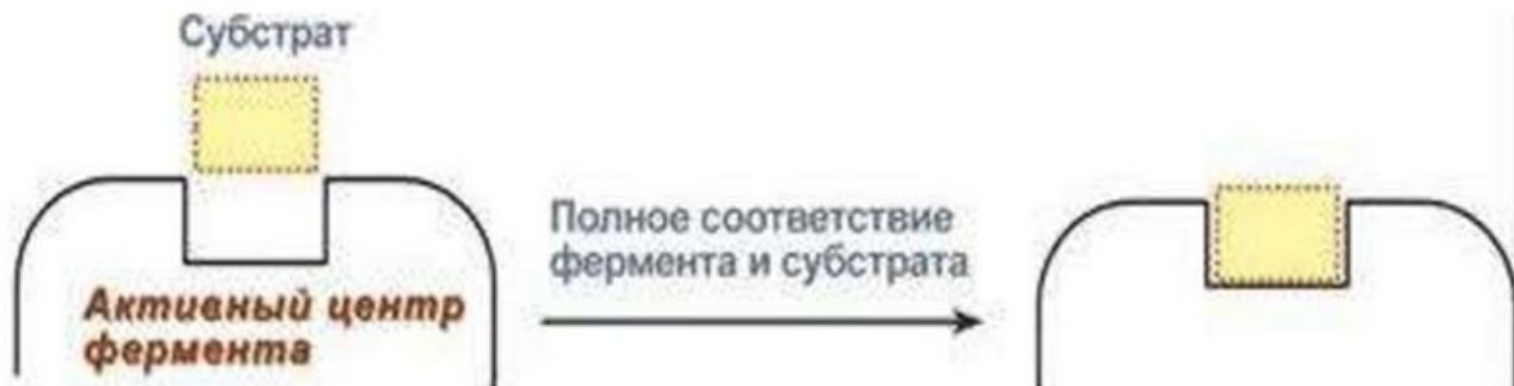 Субстрат
Активный центр
фермента
Полное соответствие
фермента и субстрата